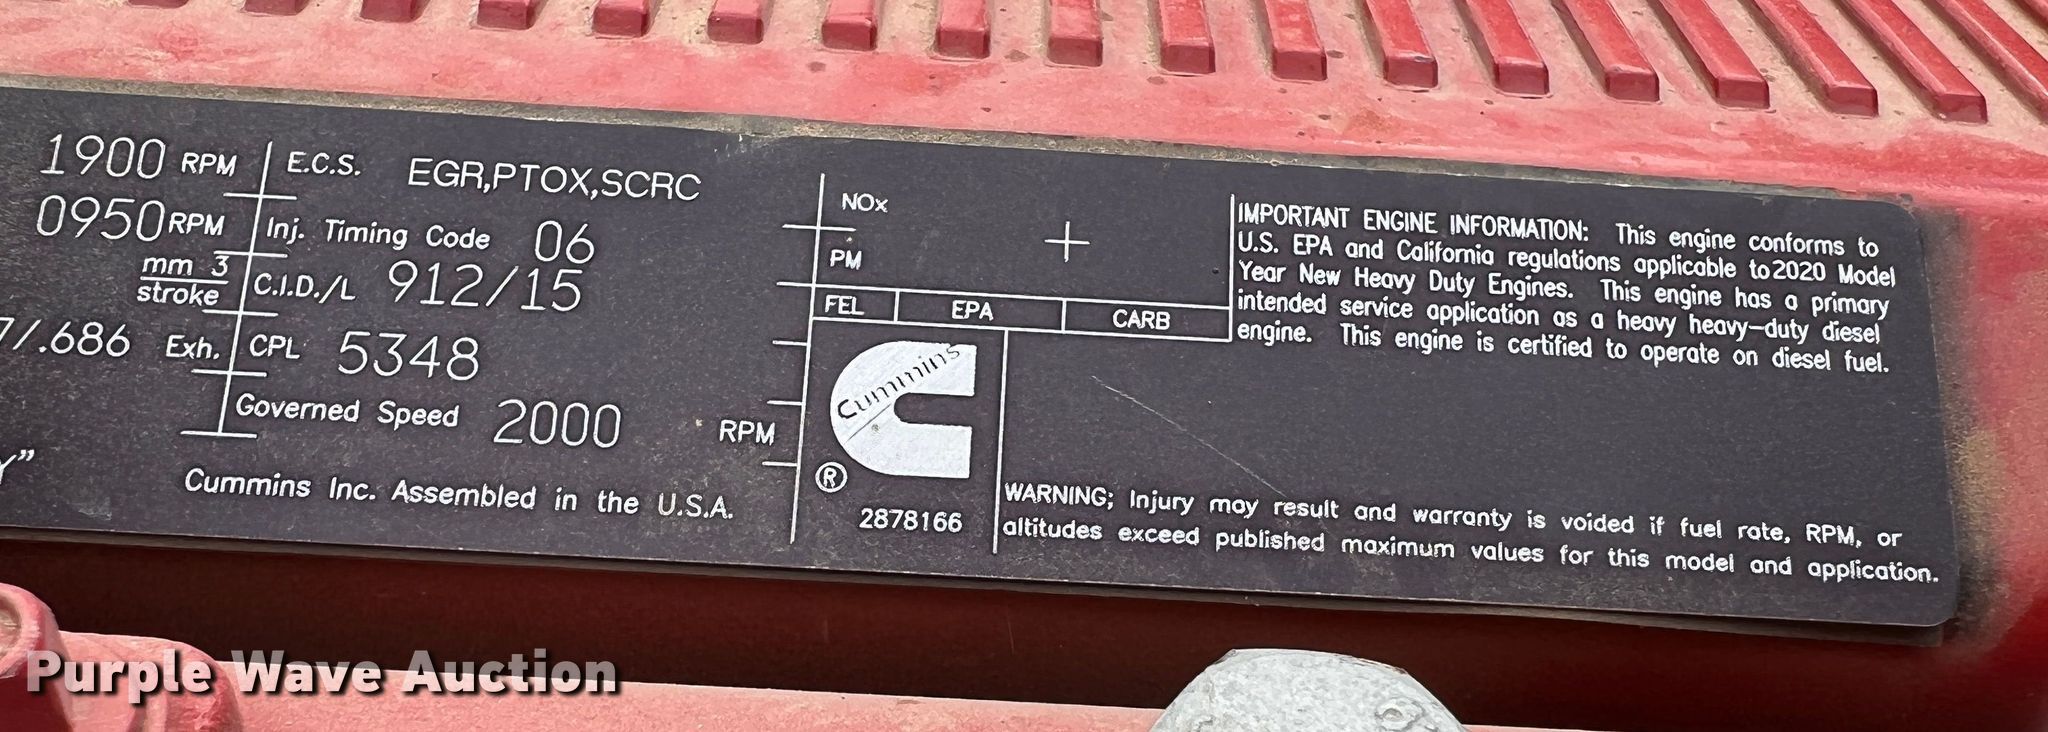 1900 RPM E.C.S. EGR,PTOX,SCRC
0950 RPM Inj. Timing Code 06
mm 3
stroke C.I.D./L 912/15
/.686 Exh. CPL 5348
Governed Speed 2000 RPM
Cummins Inc. Assembled in the U.S.A.
NOx
PM
FEL EPA CARB
Cummins
®
2878166
IMPORTANT ENGINE INFORMATION: This engine conforms to
U.S. EPA and California regulations applicable to 2020 Model
Year New Heavy Duty Engines. This engine has a primary
intended service application as a heavy heavy-duty diesel
engine. This engine is certified to operate on diesel fuel.
WARNING; Injury may result and warranty is voided if fuel rate, RPM, or
altitudes exceed published maximum values for this model and application.
Purple Wave Auction